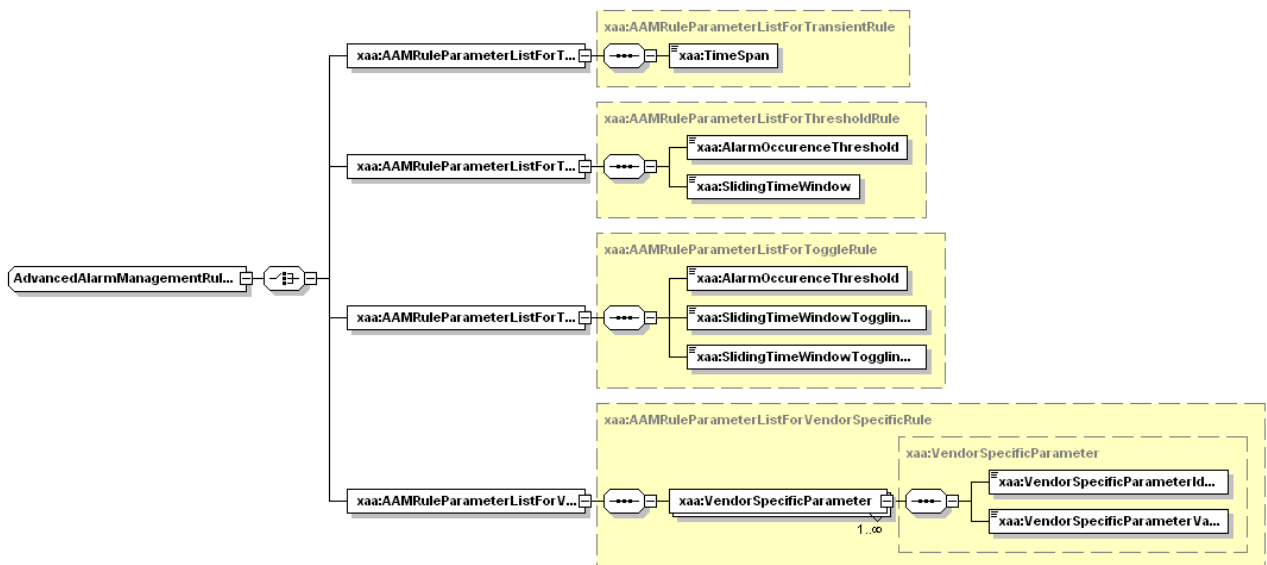 xaa:AAMRuleParameterListForTransientRule
xaa:AAMRuleParameterListForT...
xaa:TimeSpan
xaa:AAMRuleParameterListForThresholdRule
xaa:AlarmOccurenceThreshold
xaa:AAMRuleParameterListForT...
xaa:SlidingTimeWindow
xaa:AAMRuleParameterListForToggleRule
AdvancedAlarmManagementRul...
xaa:AlarmOccurenceThreshold
xaa:AAMRuleParameterListForT...
xaa:SlidingTimeWindowTogglin...
xaa:SlidingTimeWindowTogglin...
xaa:AAMRuleParameterListForVendorSpecificRule
xaa:VendorSpecificParameter
xaa:VendorSpecificParameterId...
xaa:AAMRuleParameterListForV...
xaa:VendorSpecificParameter
xaa:VendorSpecificParameterVa...
1..∞